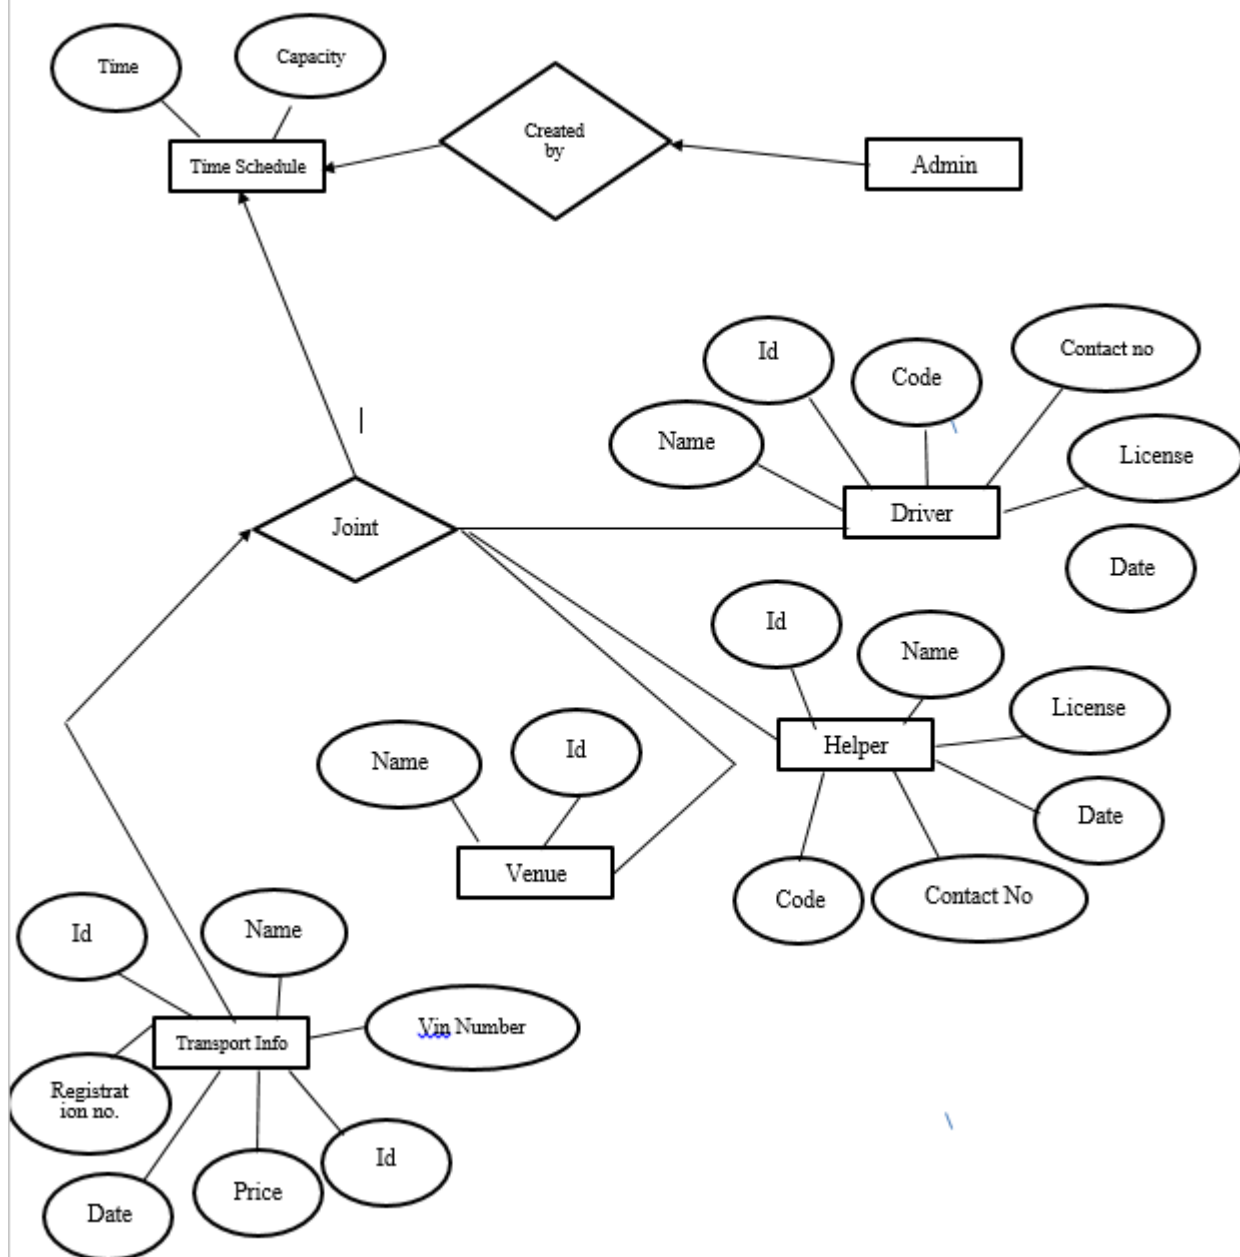 Time
Capacity
Created
by
Time Schedule
Admin
Id
Code
Contact no
Name
License
Driver
Joint
Date
Id
Name
License
Helper
Name
Id
Date
Venue
Code
Contact No
Id
Name
Vin Number
Transport Info
Registrat
ion no.
Id
Price
Date